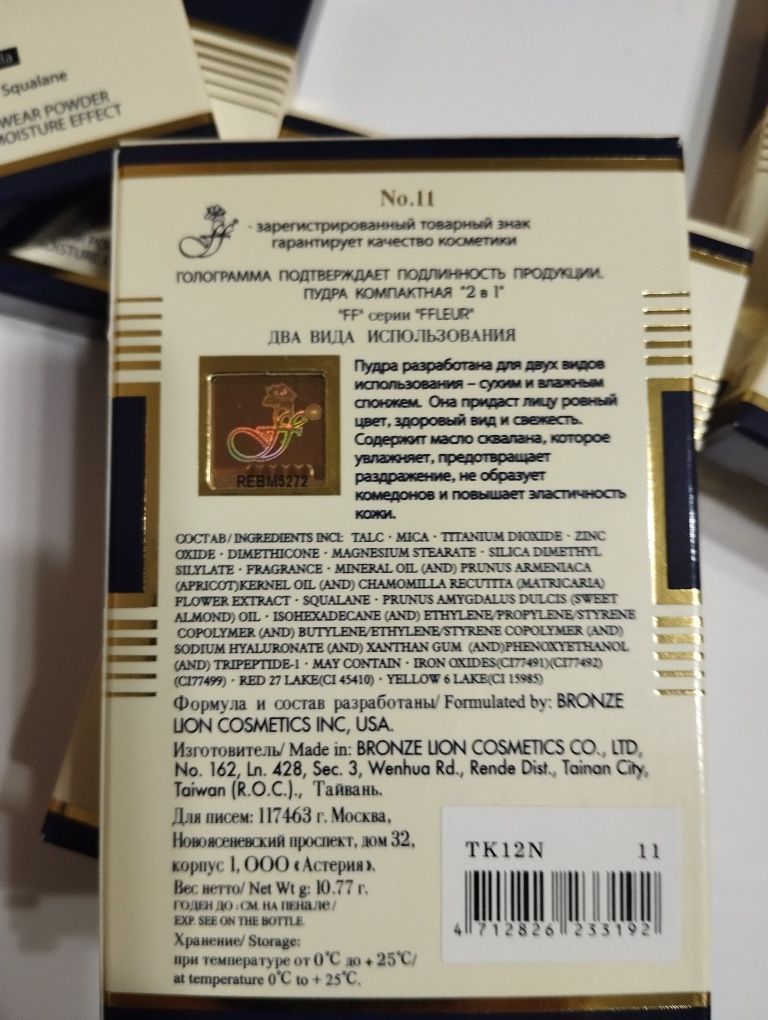 la
Squalane
WEAR POWDER
MOISTURE EFFECT
No.11
ff - зарегистрированный товарный знак
гарантирует качество косметики
ГОЛОГРАММА ПОДТВЕРЖДАЕТ ПОДЛИННОСТЬ ПРОДУКЦИИ.
ПУДРА КОМПАКТНАЯ "2 в 1"
"FF" серии "FFLEUR"
ДВА ВИДА ИСПОЛЬЗОВАНИЯ
Пудра разработана для двух видов
использования – сухим и влажным
спонжем. Она придаст лицу ровный
цвет, здоровый вид и свежесть.
Содержит масло сквалана, которое
увлажняет, предотвращает
раздражение, не образует
комедонов и повышает эластичность
кожи.
ff
REBM5272
СОСТАВ/ INGREDIENTS INCI: TALC · MICA · TITANIUM DIOXIDE · ZINC
OXIDE · DIMETHICONE · MAGNESIUM STEARATE · SILICA DIMETHYL
SILYLATE · FRAGRANCE · MINERAL OIL (AND) PRUNUS ARMENIACA
(APRICOT)KERNEL OIL (AND) CHAMOMILLA RECUTITA (MATRICARIA)
FLOWER EXTRACT · SQUALANE · PRUNUS AMYGDALUS DULCIS (SWEET
ALMOND) OIL · ISOHEXADECANE (AND) ETHYLENE/PROPYLENE/STYRENE
COPOLYMER (AND) BUTYLENE/ETHYLENE/STYRENE COPOLYMER (AND)
SODIUM HYALURONATE (AND) XANTHAN GUM (AND)PHENOXYETHANOL
(AND) TRIPEPTIDE-1 · MAY CONTAIN · IRON OXIDES(CI77491)(CI77492)
(CI77499) · RED 27 LAKE(CI 45410) · YELLOW 6 LAKE(CI 15985)
Формула и состав разработаны/ Formulated by: BRONZE
LION COSMETICS INC, USA.
Изготовитель/ Made in: BRONZE LION COSMETICS CO., LTD,
No. 162, Ln. 428, Sec. 3, Wenhua Rd., Rende Dist., Tainan City,
Taiwan (R.O.C.)., Тайвань.
Для писем: 117463 г. Москва,
Новоясеневский проспект, дом 32,
корпус 1, ООО «Астерия».
Вес нетто/ Net Wt g: 10.77 г.
ГОДЕН ДО : СМ. НА ПЕНАЛЕ /
EXP. SEE ON THE BOTTLE.
Хранение/ Storage:
при температуре от 0°C до + 25°C/
at temperature 0°C to + 25°C.
TK12N 11
4 712826 233192